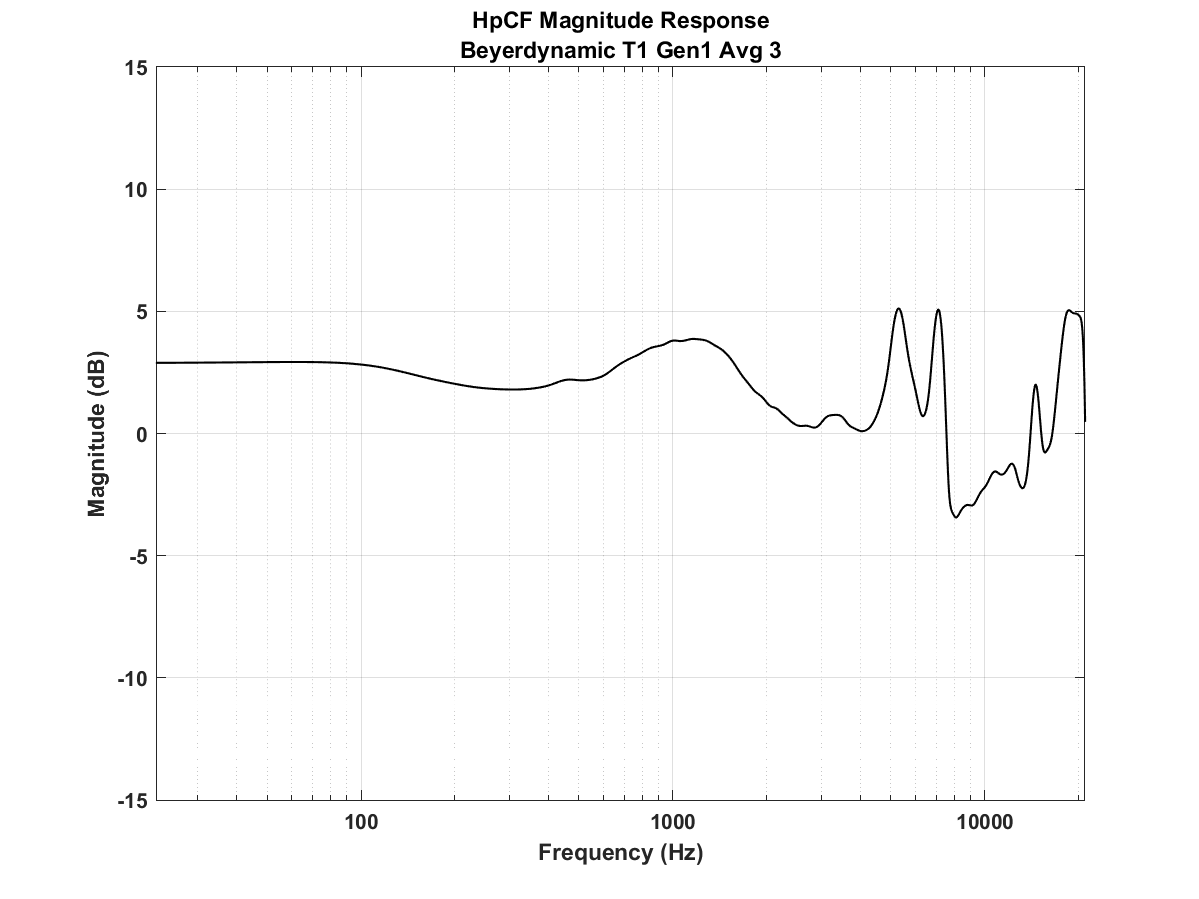 HpCF Magnitude Response
Beyerdynamic T1 Gen1 Avg 3
15
10
5
0
-5
-10
-15
Magnitude (dB)
100
1000
10000
Frequency (Hz)